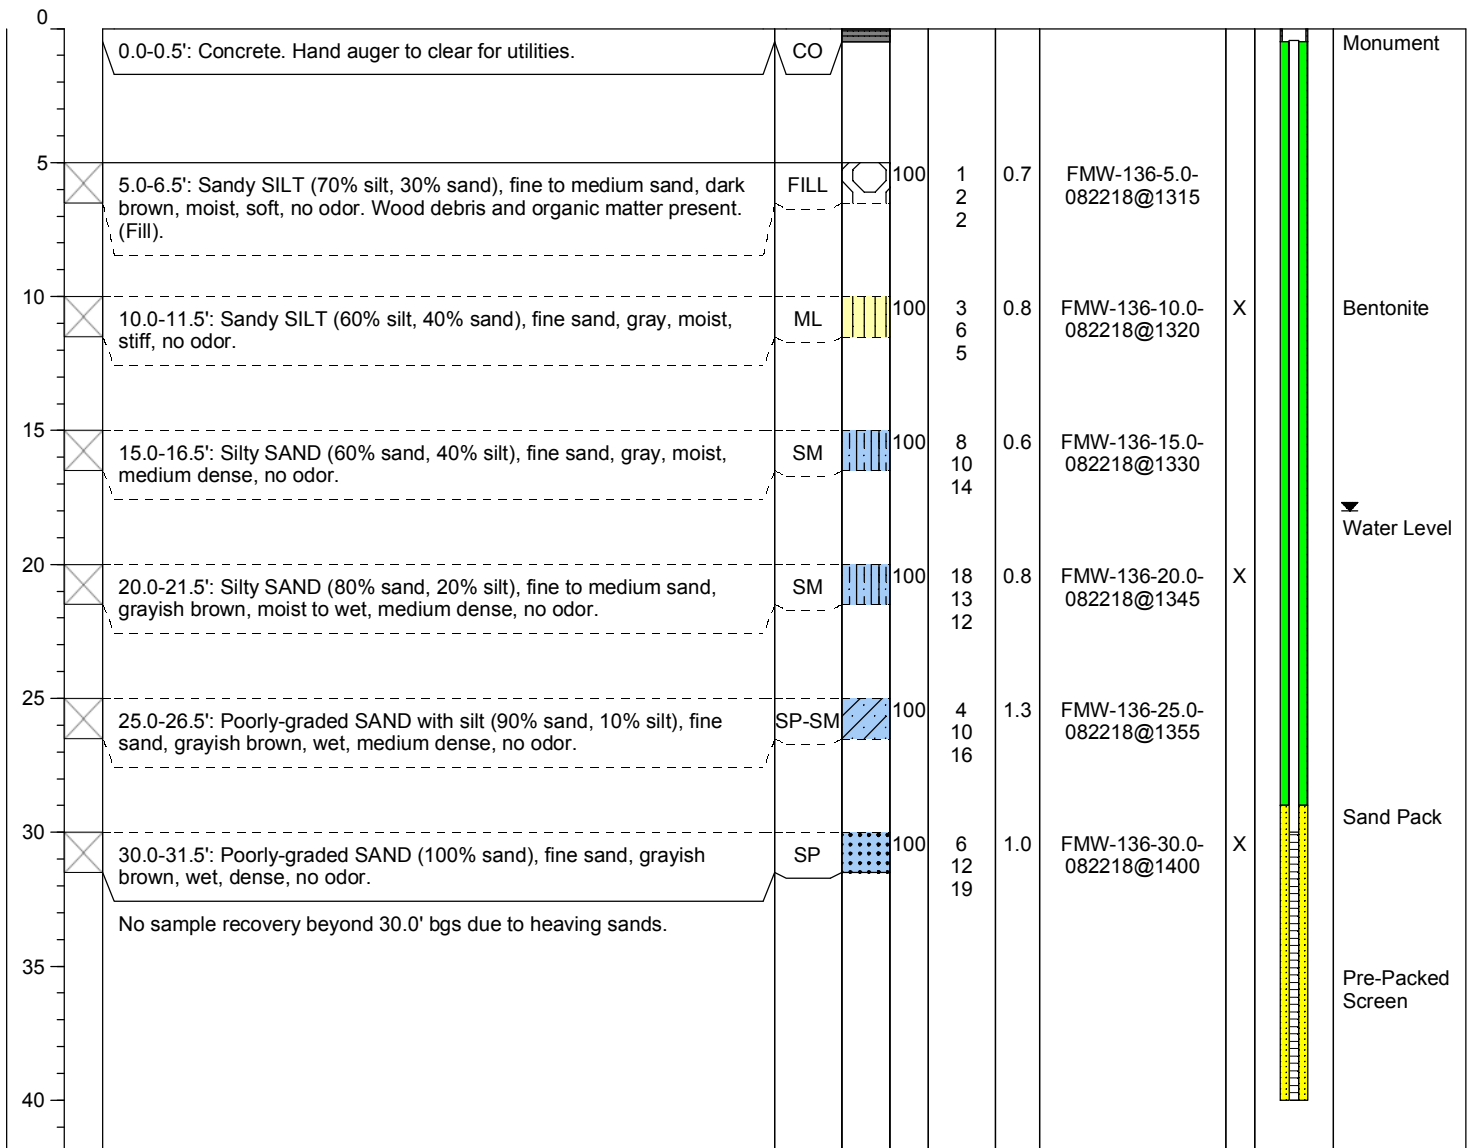 0
0.0-0.5': Concrete. Hand auger to clear for utilities.
CO
Monument
5
5.0-6.5': Sandy SILT (70% silt, 30% sand), fine to medium sand, dark
brown, moist, soft, no odor. Wood debris and organic matter present.
(Fill).
FILL
100
1
2
2
0.7
FMW-136-5.0-
082218@1315
10
10.0-11.5': Sandy SILT (60% silt, 40% sand), fine sand, gray, moist,
stiff, no odor.
ML
100
3
6
5
0.8
FMW-136-10.0-
082218@1320
X
Bentonite
15
15.0-16.5': Silty SAND (60% sand, 40% silt), fine sand, gray, moist,
medium dense, no odor.
SM
100
8
10
14
0.6
FMW-136-15.0-
082218@1330
Water Level
20
20.0-21.5': Silty SAND (80% sand, 20% silt), fine to medium sand,
grayish brown, moist to wet, medium dense, no odor.
SM
100
18
13
12
0.8
FMW-136-20.0-
082218@1345
X
25
25.0-26.5': Poorly-graded SAND with silt (90% sand, 10% silt), fine
sand, grayish brown, wet, medium dense, no odor.
SP-SM
100
4
10
16
1.3
FMW-136-25.0-
082218@1355
Sand Pack
30
30.0-31.5': Poorly-graded SAND (100% sand), fine sand, grayish
brown, wet, dense, no odor.
SP
100
6
12
19
1.0
FMW-136-30.0-
082218@1400
X
No sample recovery beyond 30.0' bgs due to heaving sands.
35
Pre-Packed
Screen
40